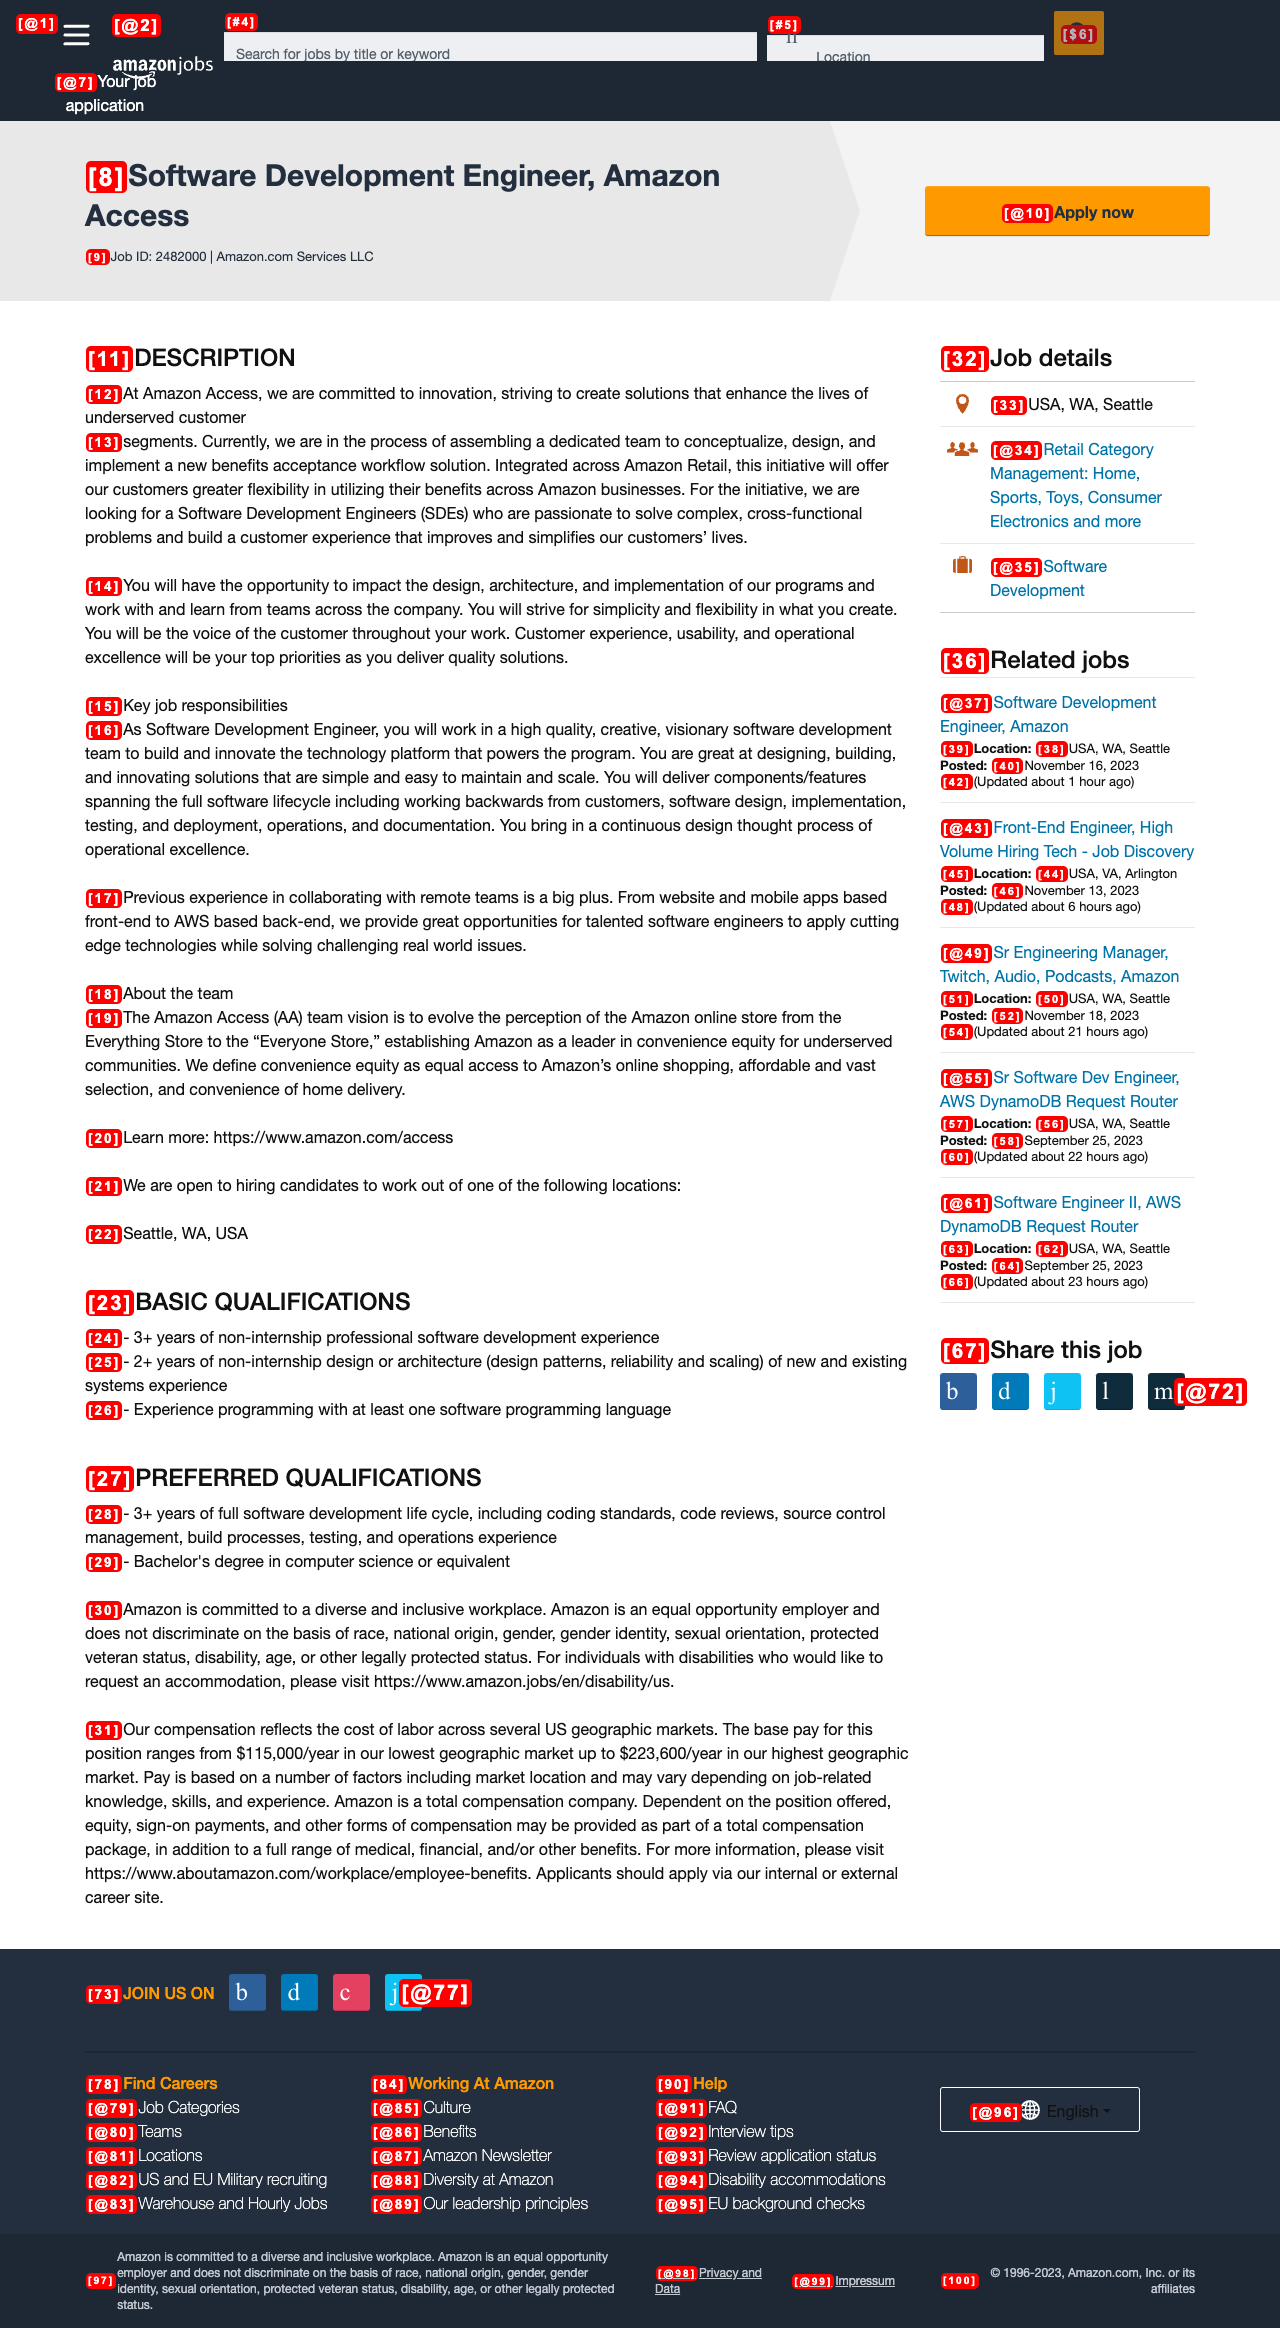 [@1]
[@2]
amazon jobs
[#4]
Search for jobs by title or keyword
[#5]
Location
[$6]
[@7] Your job
application
[8] Software Development Engineer, Amazon
Access
[9] Job ID: 2482000 | Amazon.com Services LLC
[@10] Apply now
[11] DESCRIPTION
[12] At Amazon Access, we are committed to innovation, striving to create solutions that enhance the lives of
underserved customer
[13] segments. Currently, we are in the process of assembling a dedicated team to conceptualize, design, and
implement a new benefits acceptance workflow solution. Integrated across Amazon Retail, this initiative will offer
our customers greater flexibility in utilizing their benefits across Amazon businesses. For the initiative, we are
looking for a Software Development Engineers (SDEs) who are passionate to solve complex, cross-functional
problems and build a customer experience that improves and simplifies our customers’ lives.
[14] You will have the opportunity to impact the design, architecture, and implementation of our programs and
work with and learn from teams across the company. You will strive for simplicity and flexibility in what you create.
You will be the voice of the customer throughout your work. Customer experience, usability, and operational
excellence will be your top priorities as you deliver quality solutions.
[15] Key job responsibilities
[16] As Software Development Engineer, you will work in a high quality, creative, visionary software development
team to build and innovate the technology platform that powers the program. You are great at designing, building,
and innovating solutions that are simple and easy to maintain and scale. You will deliver components/features
spanning the full software lifecycle including working backwards from customers, software design, implementation,
testing, and deployment, operations, and documentation. You bring in a continuous design thought process of
operational excellence.
[17] Previous experience in collaborating with remote teams is a big plus. From website and mobile apps based
front-end to AWS based back-end, we provide great opportunities for talented software engineers to apply cutting
edge technologies while solving challenging real world issues.
[18] About the team
[19] The Amazon Access (AA) team vision is to evolve the perception of the Amazon online store from the
Everything Store to the “Everyone Store,” establishing Amazon as a leader in convenience equity for underserved
communities. We define convenience equity as equal access to Amazon’s online shopping, affordable and vast
selection, and convenience of home delivery.
[20] Learn more: https://www.amazon.com/access
[21] We are open to hiring candidates to work out of one of the following locations:
[22] Seattle, WA, USA
[23] BASIC QUALIFICATIONS
[24] - 3+ years of non-internship professional software development experience
[25] - 2+ years of non-internship design or architecture (design patterns, reliability and scaling) of new and existing
systems experience
[26] - Experience programming with at least one software programming language
[27] PREFERRED QUALIFICATIONS
[28] - 3+ years of full software development life cycle, including coding standards, code reviews, source control
management, build processes, testing, and operations experience
[29] - Bachelor's degree in computer science or equivalent
[30] Amazon is committed to a diverse and inclusive workplace. Amazon is an equal opportunity employer and
does not discriminate on the basis of race, national origin, gender, gender identity, sexual orientation, protected
veteran status, disability, age, or other legally protected status. For individuals with disabilities who would like to
request an accommodation, please visit https://www.amazon.jobs/en/disability/us.
[31] Our compensation reflects the cost of labor across several US geographic markets. The base pay for this
position ranges from $115,000/year in our lowest geographic market up to $223,600/year in our highest geographic
market. Pay is based on a number of factors including market location and may vary depending on job-related
knowledge, skills, and experience. Amazon is a total compensation company. Dependent on the position offered,
equity, sign-on payments, and other forms of compensation may be provided as part of a total compensation
package, in addition to a full range of medical, financial, and/or other benefits. For more information, please visit
https://www.aboutamazon.com/workplace/employee-benefits. Applicants should apply via our internal or external
career site.
[32] Job details
[33] USA, WA, Seattle
[@34] Retail Category
Management: Home,
Sports, Toys, Consumer
Electronics and more
[@35] Software
Development
[36] Related jobs
[@37] Software Development
Engineer, Amazon
[39] Location: [38] USA, WA, Seattle
Posted: [40] November 16, 2023
[42] (Updated about 1 hour ago)
[@43] Front-End Engineer, High
Volume Hiring Tech - Job Discovery
[45] Location: [44] USA, VA, Arlington
Posted: [46] November 13, 2023
[48] (Updated about 6 hours ago)
[@49] Sr Engineering Manager,
Twitch, Audio, Podcasts, Amazon
[51] Location: [50] USA, WA, Seattle
Posted: [52] November 18, 2023
[54] (Updated about 21 hours ago)
[@55] Sr Software Dev Engineer,
AWS DynamoDB Request Router
[57] Location: [56] USA, WA, Seattle
Posted: [58] September 25, 2023
[60] (Updated about 22 hours ago)
[@61] Software Engineer II, AWS
DynamoDB Request Router
[63] Location: [62] USA, WA, Seattle
Posted: [64] September 25, 2023
[66] (Updated about 23 hours ago)
[67] Share this job
b d j l m [@72]
[73] JOIN US ON b d c j [@77]
[78] Find Careers
[@79] Job Categories
[@80] Teams
[@81] Locations
[@82] US and EU Military recruiting
[@83] Warehouse and Hourly Jobs
[84] Working At Amazon
[@85] Culture
[@86] Benefits
[@87] Amazon Newsletter
[@88] Diversity at Amazon
[@89] Our leadership principles
[90] Help
[@91] FAQ
[@92] Interview tips
[@93] Review application status
[@94] Disability accommodations
[@95] EU background checks
[@96] English
[97] Amazon is committed to a diverse and inclusive workplace. Amazon is an equal opportunity
employer and does not discriminate on the basis of race, national origin, gender, gender
identity, sexual orientation, protected veteran status, disability, age, or other legally protected
status.
[@98] Privacy and
Data
[@99] Impressum
[100] © 1996-2023, Amazon.com, Inc. or its
affiliates